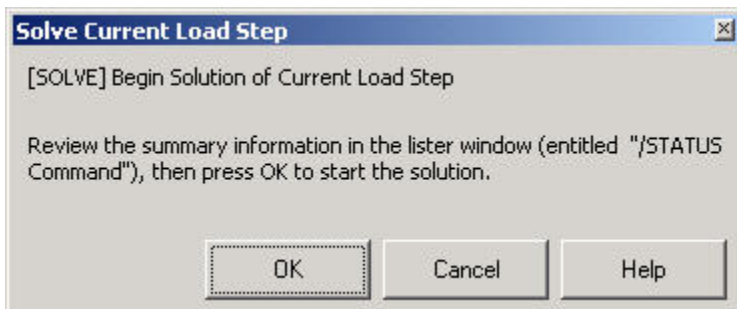 Solve Current Load Step
[SOLVE] Begin Solution of Current Load Step
Review the summary information in the lister window (entitled "/STATUS
Command"), then press OK to start the solution.
OK Cancel Help